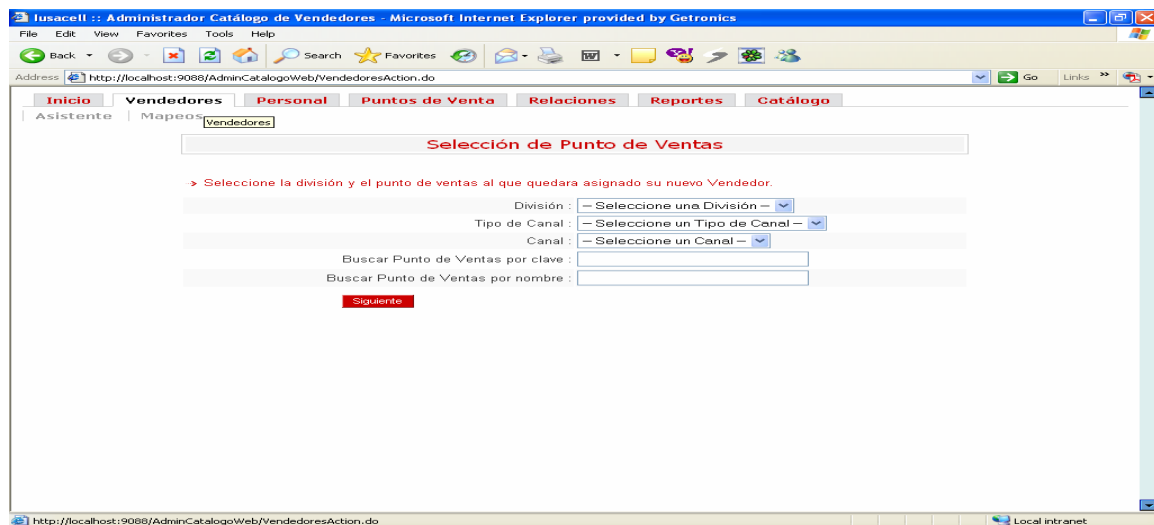 Iusacell :: Administrador Catálogo de Vendedores - Microsoft Internet Explorer provided by Getronics
File Edit View Favorites Tools Help
Back Search Favorites
Address http://localhost:9088/AdminCatalogoWeb/VendedoresAction.do Go Links »
Inicio Vendedores Personal Puntos de Venta Relaciones Reportes Catálogo
Asistente | Mapeos
Vendedores
Selección de Punto de Ventas
Seleccione la división y el punto de ventas al que quedara asignado su nuevo Vendedor.
División : -- Seleccione una División --
Tipo de Canal : -- Seleccione un Tipo de Canal --
Canal : -- Seleccione un Canal --
Buscar Punto de Ventas por clave :
Buscar Punto de Ventas por nombre :
Siguiente
http://localhost:9088/AdminCatalogoWeb/VendedoresAction.do Local intranet